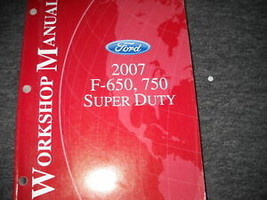 WORKSHOP MANUAL
Ford
2007
F-650, 750
SUPER DUTY